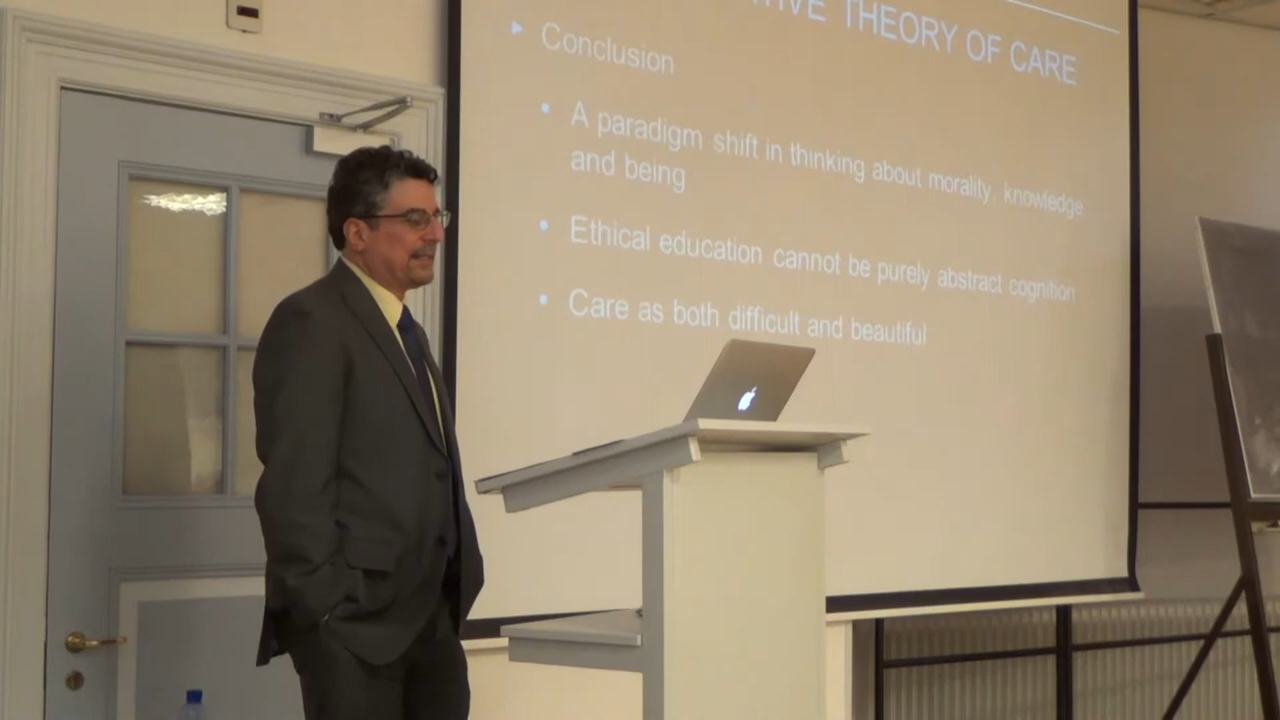 THEORY OF CARE
Conclusion
A paradigm shift in thinking about morality, knowledge
and being
Ethical education cannot be purely abstract cognition
Care as both difficult and beautiful